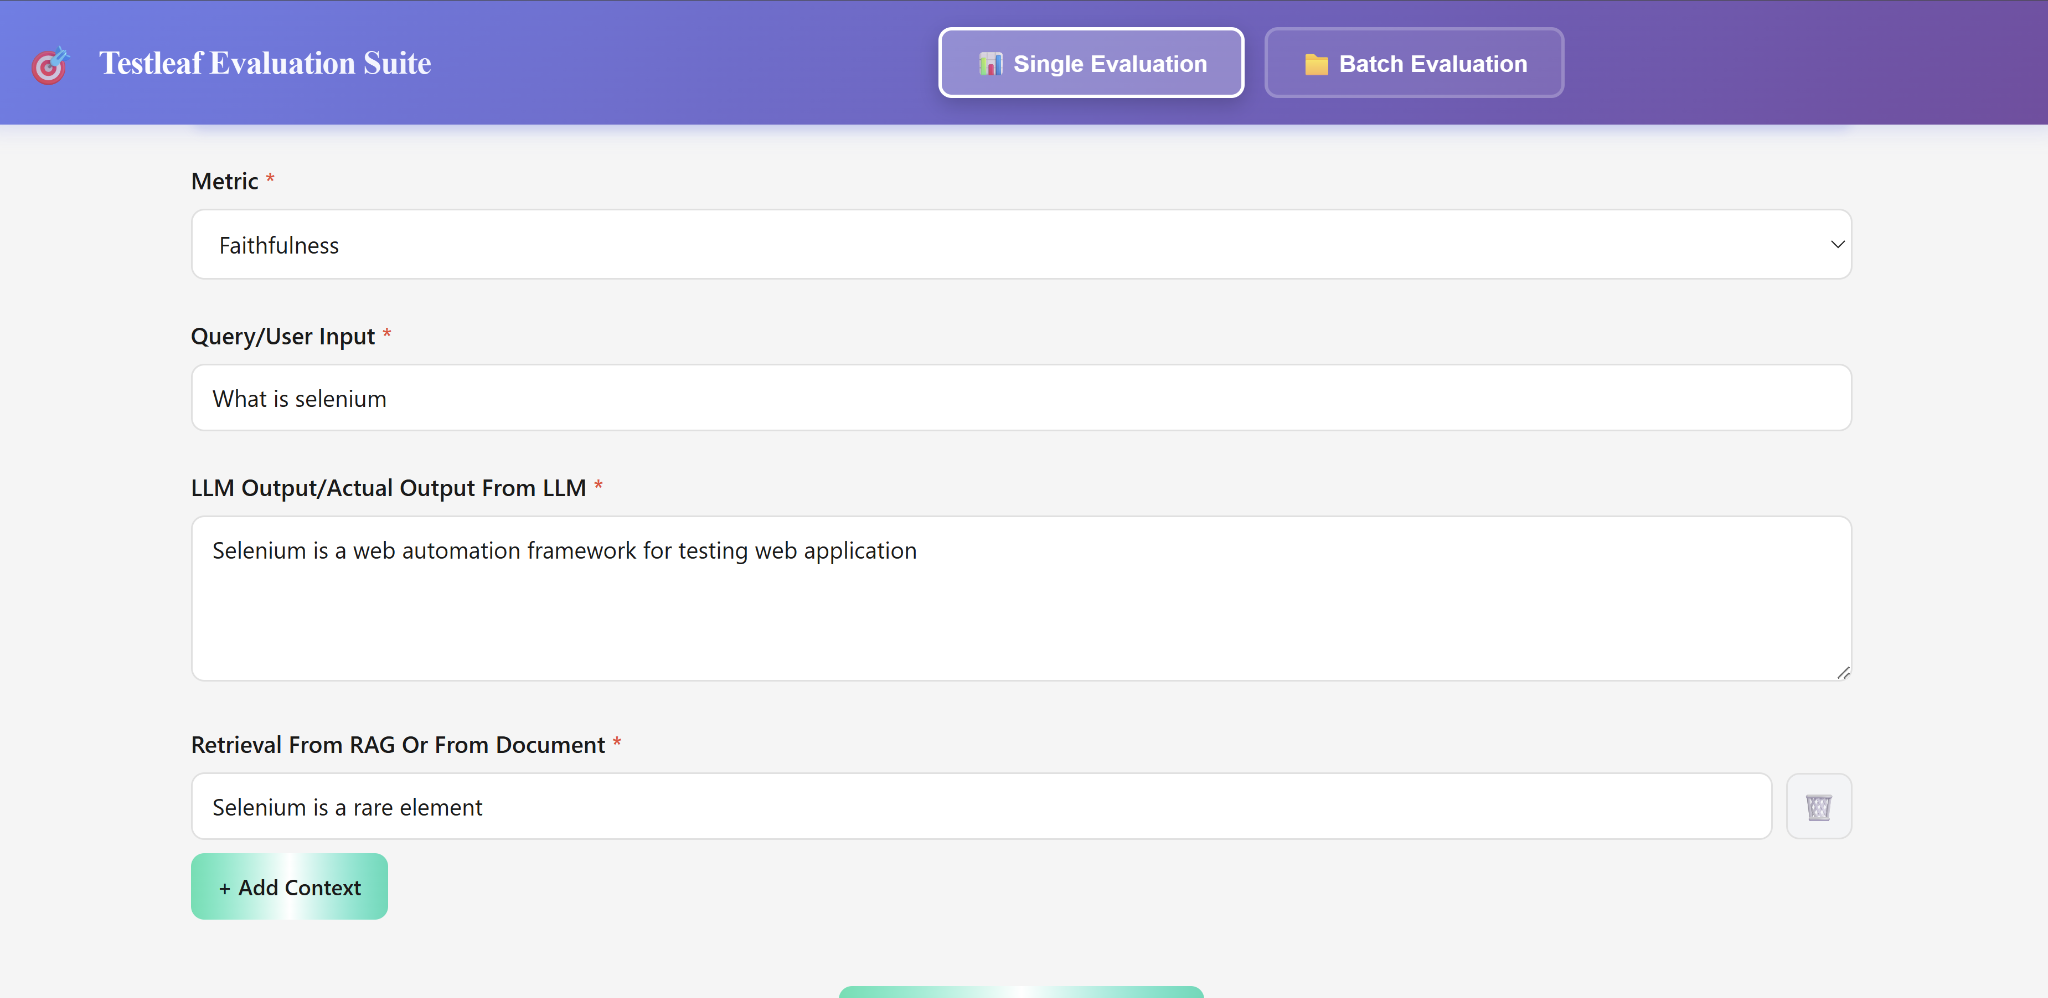 Testleaf Evaluation Suite
Single Evaluation
Batch Evaluation
Metric *
Faithfulness
Query/User Input *
What is selenium
LLM Output/Actual Output From LLM *
Selenium is a web automation framework for testing web application
Retrieval From RAG Or From Document *
Selenium is a rare element
+ Add Context